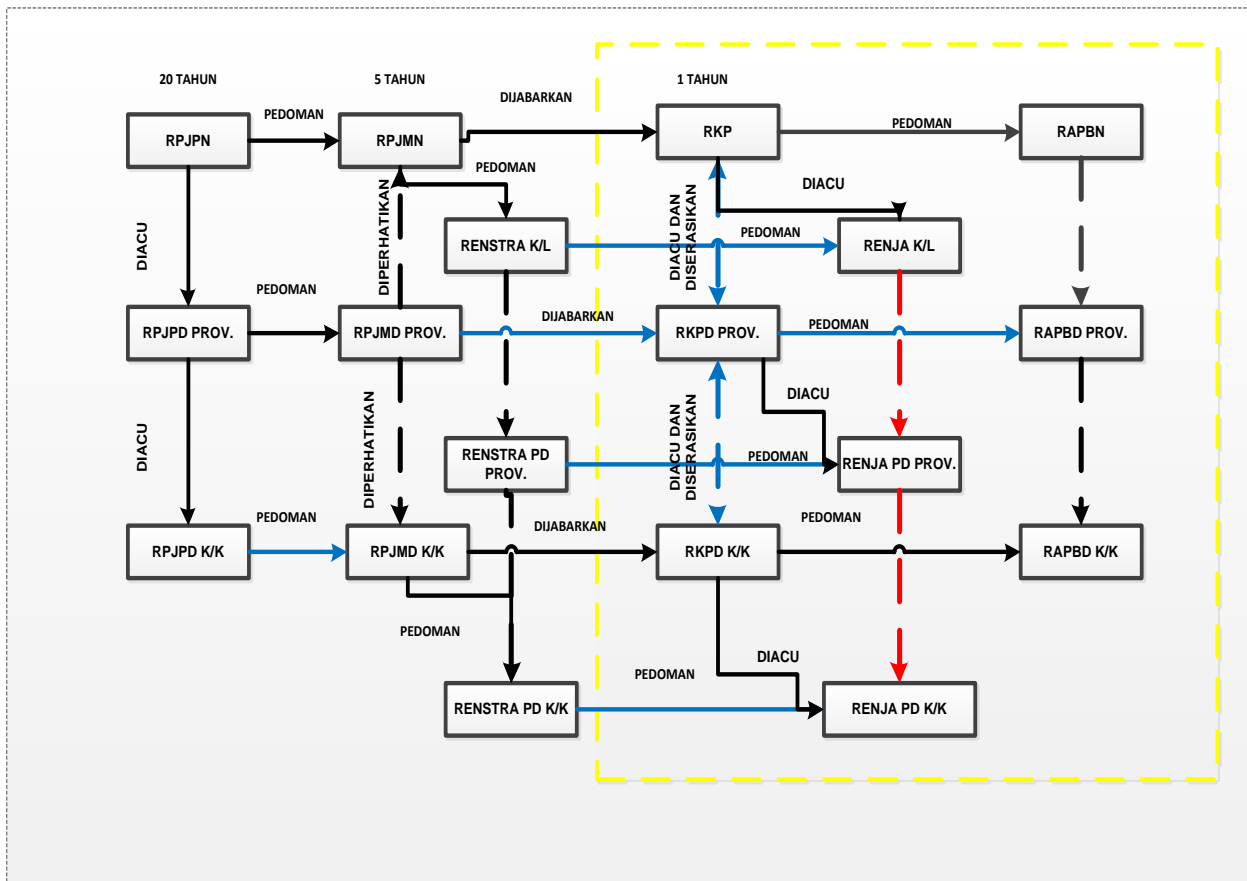 20 TAHUN
5 TAHUN
1 TAHUN
PEDOMAN
DIJABARKAN
PEDOMAN
RPJPN
RPJMN
RKP
RAPBN
PEDOMAN
DIACU
DIACU
DIPERHATIKAN
RENSTRA K/L
DIACU DAN
DISERASIKAN
PEDOMAN
RENJA K/L
PEDOMAN
DIJABARKAN
PEDOMAN
RPJPD PROV.
RPJMD PROV.
RKPD PROV.
RAPBD PROV.
DIACU
DIACU
DIPERHATIKAN
RENSTRA PD
PROV.
DIACU DAN
DISERASIKAN
PEDOMAN
RENJA PD PROV.
PEDOMAN
DIJABARKAN
PEDOMAN
RPJPD K/K
RPJMD K/K
RKPD K/K
RAPBD K/K
PEDOMAN
DIACU
PEDOMAN
RENSTRA PD K/K
RENJA PD K/K